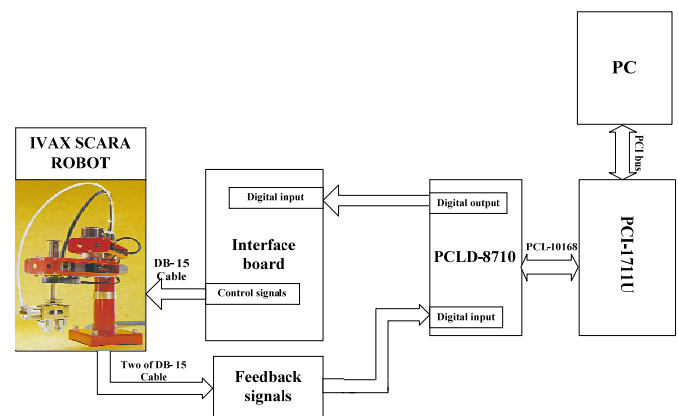 PC
PCI bus
IVAX SCARA
ROBOT
Digital input
Interface
board
Control signals
DB- 15
Cable
Digital output
PCLD-8710
Digital input
PCL-10168
PCI-1711U
Two of DB- 15
Cable
Feedback
signals